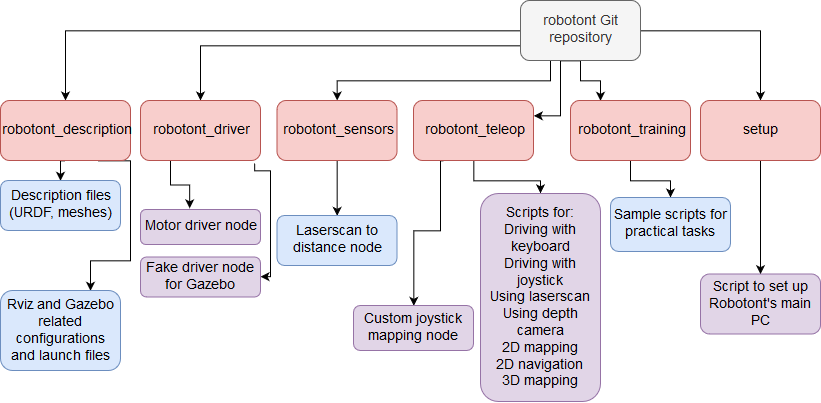 robotont Git
repository
robotont_description
robotont_driver
robotont_sensors
robotont_teleop
robotont_training
setup
Description files
(URDF, meshes)
Rviz and Gazebo
related
configurations
and launch files
Motor driver node
Fake driver node
for Gazebo
Laserscan to
distance node
Custom joystick
mapping node
Scripts for:
Driving with
keyboard
Driving with
joystick
Using laserscan
Using depth
camera
2D mapping
2D navigation
3D mapping
Sample scripts for
practical tasks
Script to set up
Robotont's main
PC